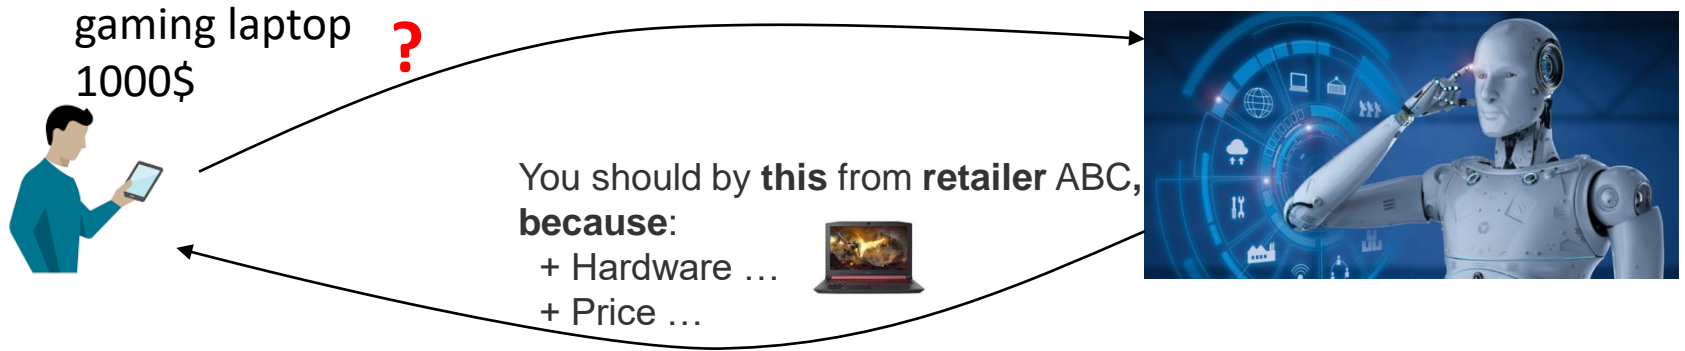 gaming laptop
1000$
?
You should by this from retailer ABC,
because:
+ Hardware …
+ Price …